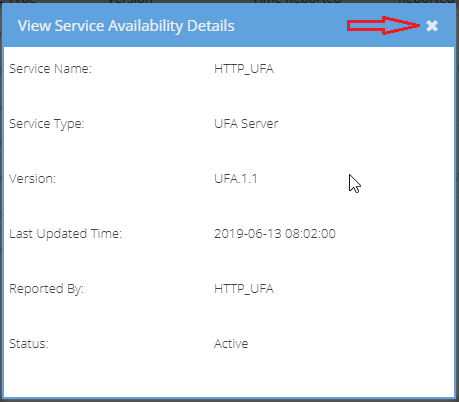 View Service Availability Details
Service Name: HTTP_UFA
Service Type: UFA Server
Version: UFA.1.1
Last Updated Time: 2019-06-13 08:02:00
Reported By: HTTP_UFA
Status: Active